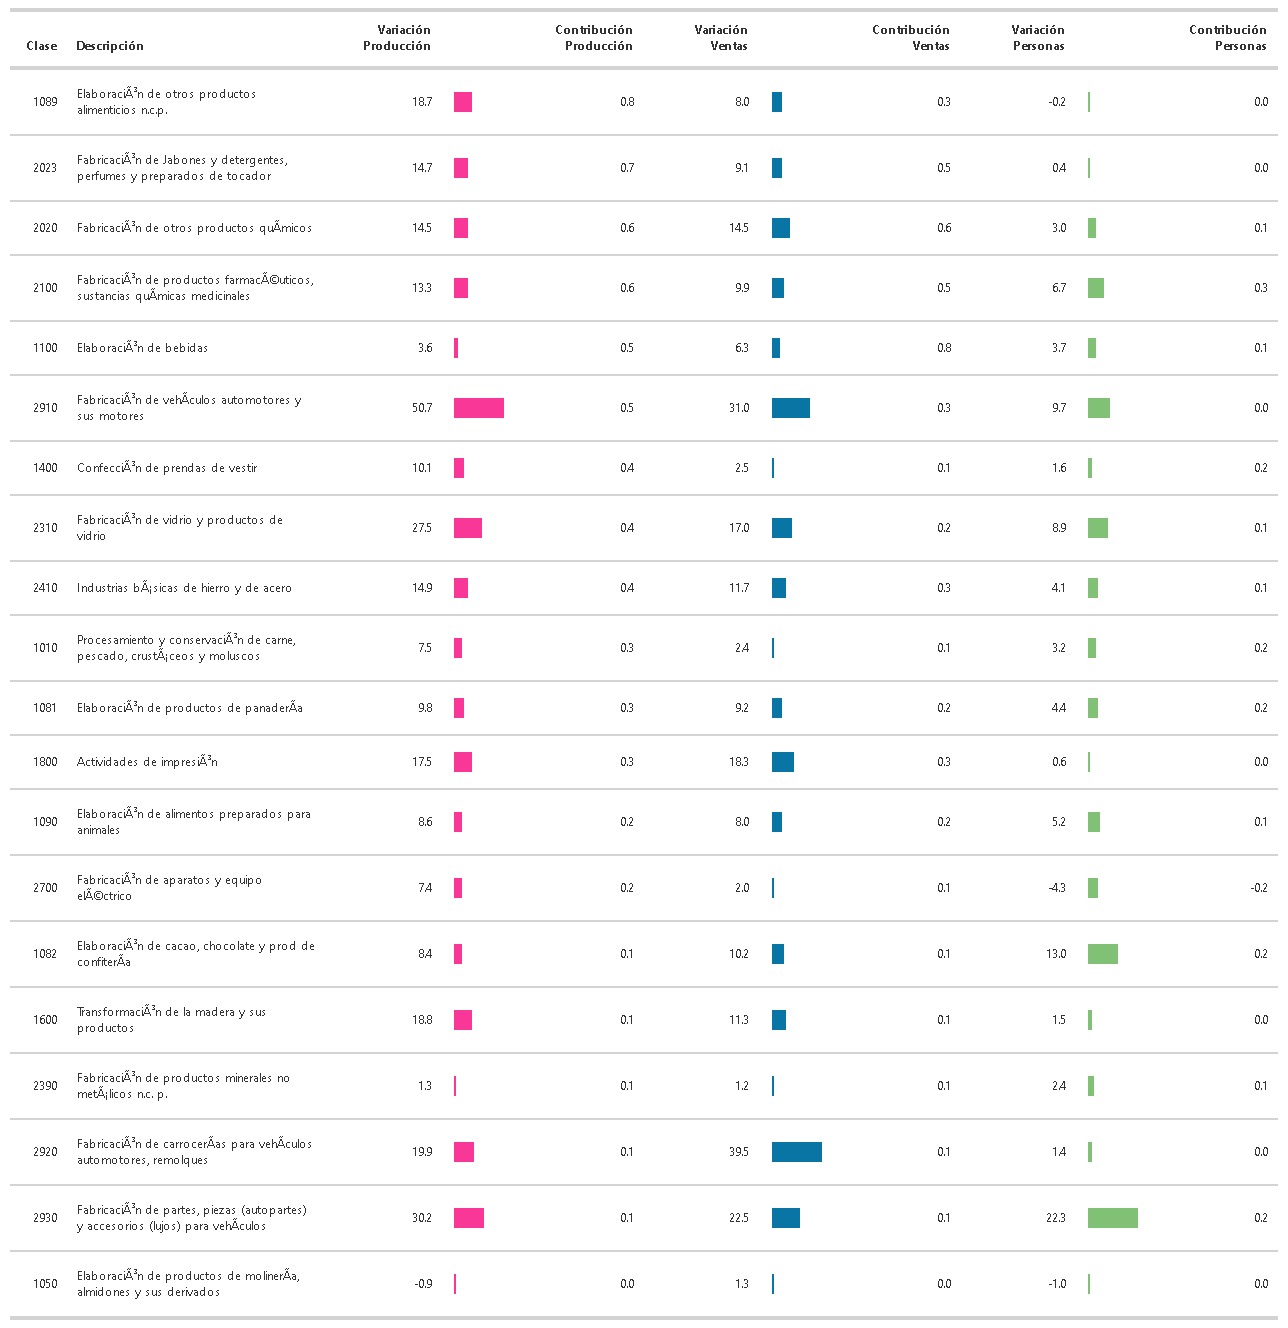 Clase Descripción Variación Producción Contribución Producción Variación Ventas Contribución Ventas Variación Personas Contribución Personas
1089 ElaboraciÃ³n de otros productos alimenticios n.c.p. 18.7 0.8 8.0 0.3 -0.2 0.0
2023 FabricaciÃ³n de Jabones y detergentes, perfumes y preparados de tocador 14.7 0.7 9.1 0.5 0.4 0.0
2020 FabricaciÃ³n de otros productos quÃmicos 14.5 0.6 14.5 0.6 3.0 0.1
2100 FabricaciÃ³n de productos farmacÃ©uticos, sustancias quÃmicas medicinales 13.3 0.6 9.9 0.5 6.7 0.3
1100 ElaboraciÃ³n de bebidas 3.6 0.5 6.3 0.8 3.7 0.1
2910 FabricaciÃ³n de vehÃculos automotores y sus motores 50.7 0.5 31.0 0.3 9.7 0.0
1400 ConfecciÃ³n de prendas de vestir 10.1 0.4 2.5 0.1 1.6 0.2
2310 FabricaciÃ³n de vidrio y productos de vidrio 27.5 0.4 17.0 0.2 8.9 0.1
2410 Industrias bÃ¡sicas de hierro y de acero 14.9 0.4 11.7 0.3 4.1 0.1
1010 Procesamiento y conservaciÃ³n de carne, pescado, crustÃ¡ceos y moluscos 7.5 0.3 2.4 0.1 3.2 0.2
1081 ElaboraciÃ³n de productos de panaderÃa 9.8 0.3 9.2 0.2 4.4 0.2
1800 Actividades de impresiÃ³n 17.5 0.3 18.3 0.3 0.6 0.0
1090 ElaboraciÃ³n de alimentos preparados para animales 8.6 0.2 8.0 0.2 5.2 0.1
2700 FabricaciÃ³n de aparatos y equipo elÃ©ctrico 7.4 0.2 2.0 0.1 -4.3 -0.2
1082 ElaboraciÃ³n de cacao, chocolate y prod de confiterÃa 8.4 0.1 10.2 0.1 13.0 0.2
1600 TransformaciÃ³n de la madera y sus productos 18.8 0.1 11.3 0.1 1.5 0.0
2390 FabricaciÃ³n de productos minerales no metÃ¡licos n.c. p. 1.3 0.1 1.2 0.1 2.4 0.1
2920 FabricaciÃ³n de carrocerÃas para vehÃculos automotores, remolques 19.9 0.1 39.5 0.1 1.4 0.0
2930 FabricaciÃ³n de partes, piezas (autopartes) y accesorios (lujos) para vehÃculos 30.2 0.1 22.5 0.1 22.3 0.2
1050 ElaboraciÃ³n de productos de molinerÃa, almidones y sus derivados -0.9 0.0 1.3 0.0 -1.0 0.0